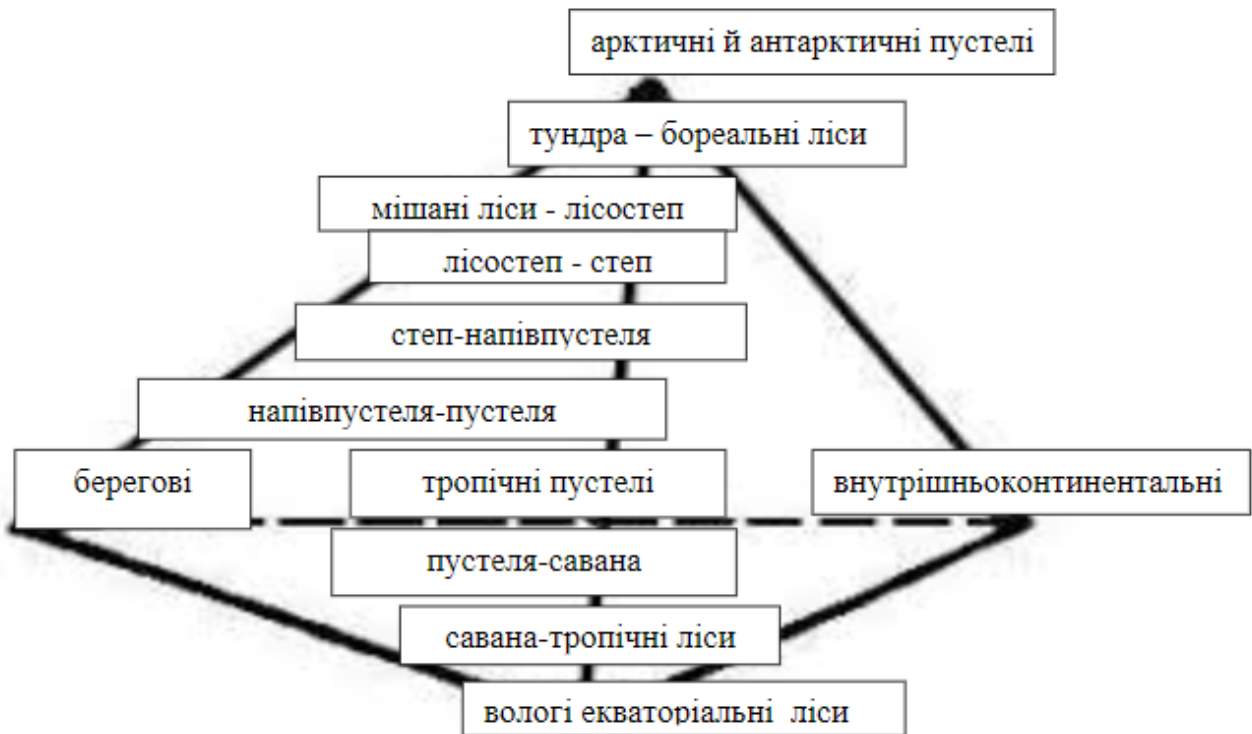 арктичні й антарктичні пустелі
тундра – бореальні ліси
мішані ліси - лісостеп
лісостеп - степ
степ-напівпустеля
напівпустеля-пустеля
берегові
тропічні пустелі
внутрішньоконтинентальні
пустеля-савана
савана-тропічні ліси
вологі екваторіальні ліси